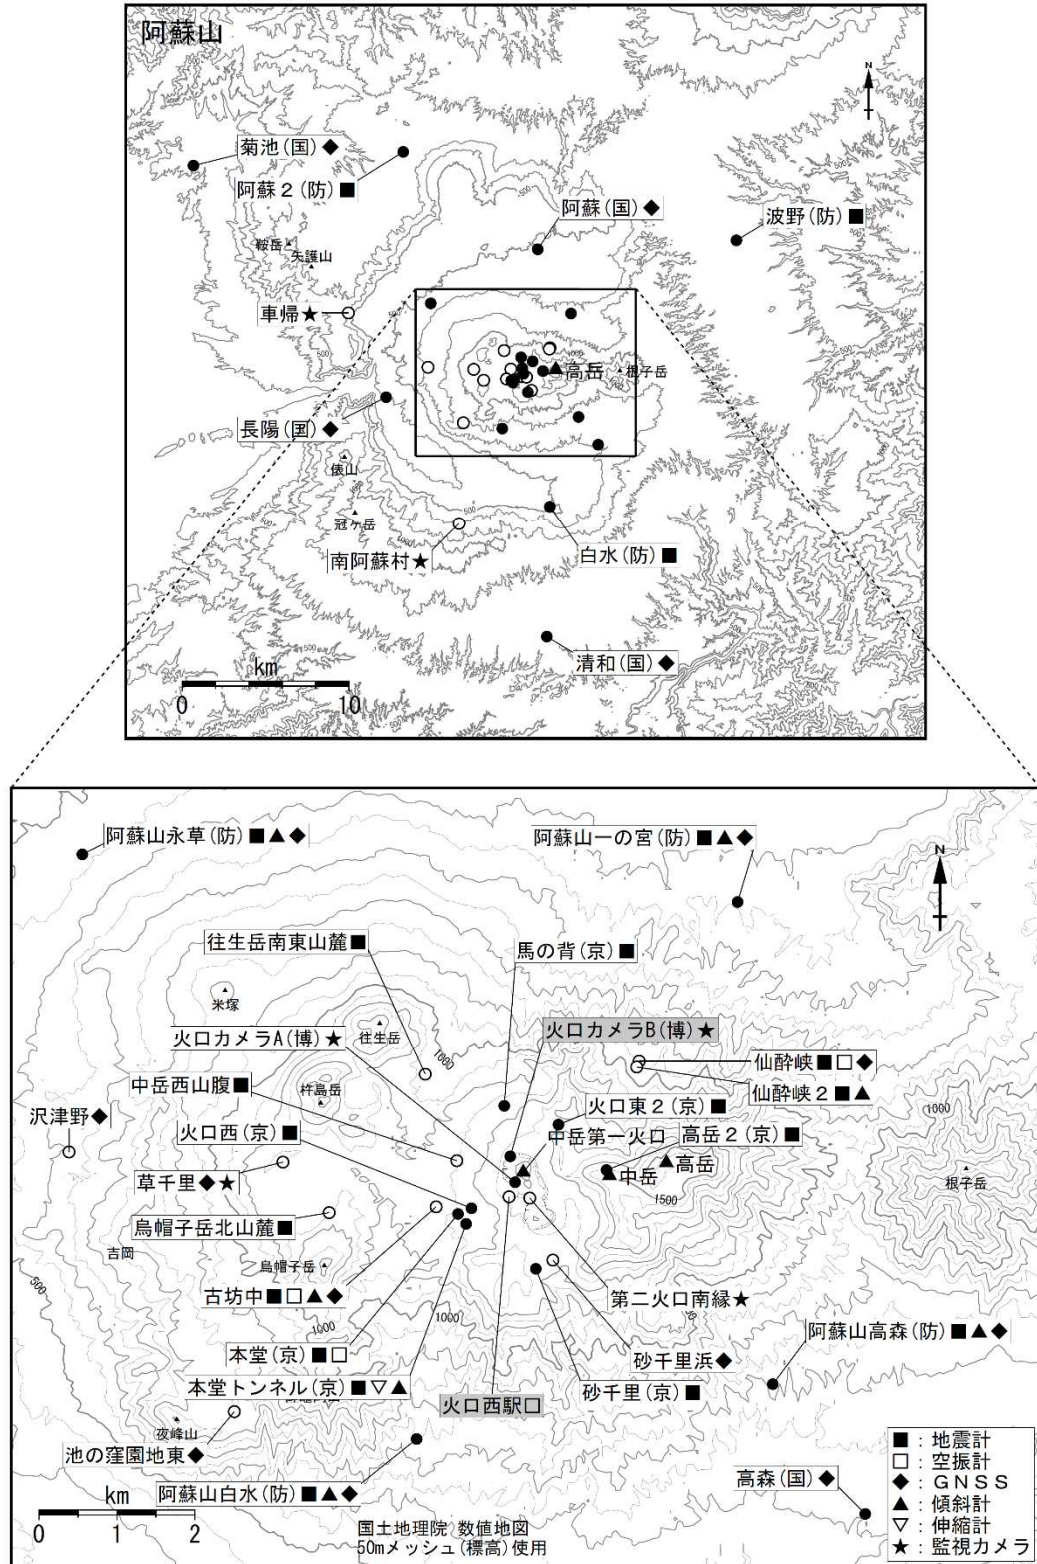 阿蘇山
N
菊池(国)◆
阿蘇2(防)■
阿蘇(国)◆
波野(防)■
鞍岳
矢護山
車帰★
高岳
根子岳
長陽(国)◆
俵山
冠ヶ岳
南阿蘇村★
白水(防)■
清和(国)◆
km
0 10
阿蘇山永草(防)■▲◆
阿蘇山一の宮(防)■▲◆
N
往生岳南東山麓■
馬の背(京)■
米塚
火口カメラA(博)★
往生岳
火口カメラB(博)★
1000
仙酔峡■□◆
中岳西山腹■
杵島岳
仙酔峡2■▲
沢津野◆
火口西(京)■
火口東2(京)■
1000
中岳第一火口
高岳2(京)■
草千里◆★
高岳
中岳
根子岳
1500
烏帽子岳北山麓■
吉岡
烏帽子岳
500
古坊中■□▲◆
第二火口南縁★
1000
1000
阿蘇山高森(防)■▲◆
本堂(京)■□
砂千里浜◆
本堂トンネル(京)■▽▲
火口西駅□
砂千里(京)■
夜峰山
池の窪園地東◆
阿蘇山白水(防)■▲◆
高森(国)◆
km
0 1 2
国土地理院 数値地図
50mメッシュ(標高)使用
■：地震計
□：空振計
◆：GNSS
▲：傾斜計
▽：伸縮計
★：監視カメラ